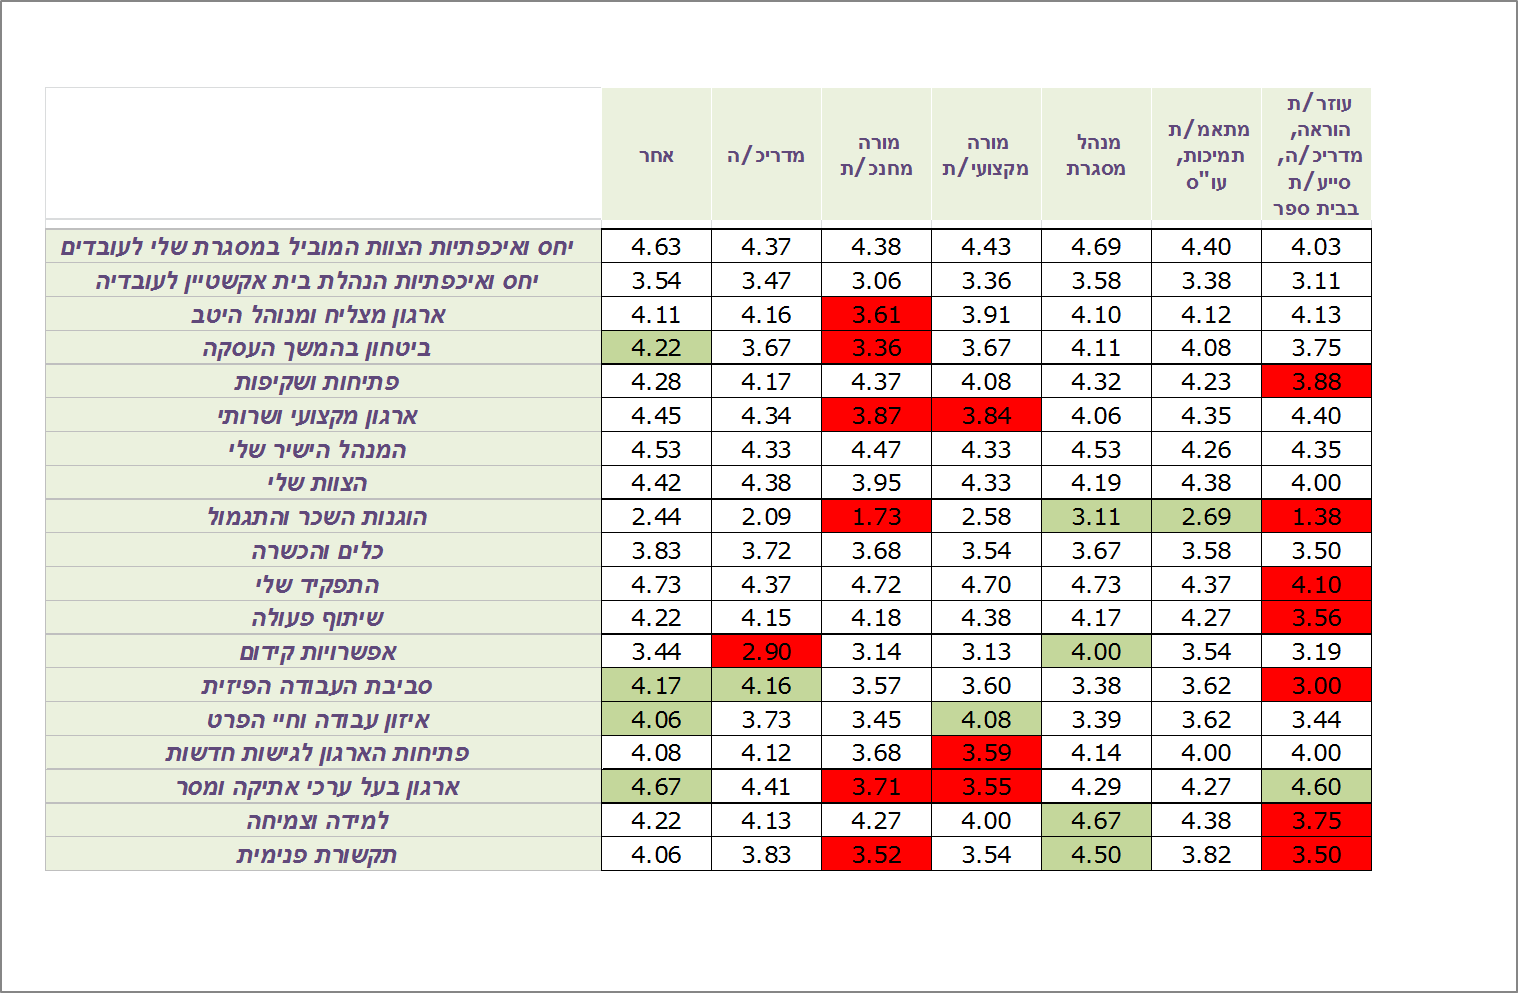 אחר
מדריכ/ה
מורה
מחנכ/ת
מורה
מקצועי/ת
מנהל
מסגרת
מתאמ/ת
תמיכות,
עו"ס
עוזר/ת
הוראה,
מדריכ/ה,
סייע/ת
בבית ספר
יחס ואיכפתיות הצוות המוביל במסגרת שלי לעובדים 4.63 4.37 4.38 4.43 4.69 4.40 4.03
יחס ואיכפתיות הנהלת בית אקשטיין לעובדיה 3.54 3.47 3.06 3.36 3.58 3.38 3.11
ארגון מצליח ומנוהל היטב 4.11 4.16 3.61 3.91 4.10 4.12 4.13
ביטחון בהמשך העסקה 4.22 3.67 3.36 3.67 4.11 4.08 3.75
פתיחות ושקיפות 4.28 4.17 4.37 4.08 4.32 4.23 3.88
ארגון מקצועי ושרותי 4.45 4.34 3.87 3.84 4.06 4.35 4.40
המנהל הישיר שלי 4.53 4.33 4.47 4.33 4.53 4.26 4.35
הצוות שלי 4.42 4.38 3.95 4.33 4.19 4.38 4.00
הוגנות השכר והתגמול 2.44 2.09 1.73 2.58 3.11 2.69 1.38
כלים והכשרה 3.83 3.72 3.68 3.54 3.67 3.58 3.50
התפקיד שלי 4.73 4.37 4.72 4.70 4.73 4.37 4.10
שיתוף פעולה 4.22 4.15 4.18 4.38 4.17 4.27 3.56
אפשרויות קידום 3.44 2.90 3.14 3.13 4.00 3.54 3.19
סביבת העבודה הפיזית 4.17 4.16 3.57 3.60 3.38 3.62 3.00
איזון עבודה וחיי הפרט 4.06 3.73 3.45 4.08 3.39 3.62 3.44
פתיחות הארגון לגישות חדשות 4.08 4.12 3.68 3.59 4.14 4.00 4.00
ארגון בעל ערכי אתיקה ומסר 4.67 4.41 3.71 3.55 4.29 4.27 4.60
למידה וצמיחה 4.22 4.13 4.27 4.00 4.67 4.38 3.75
תקשורת פנימית 4.06 3.83 3.52 3.54 4.50 3.82 3.50